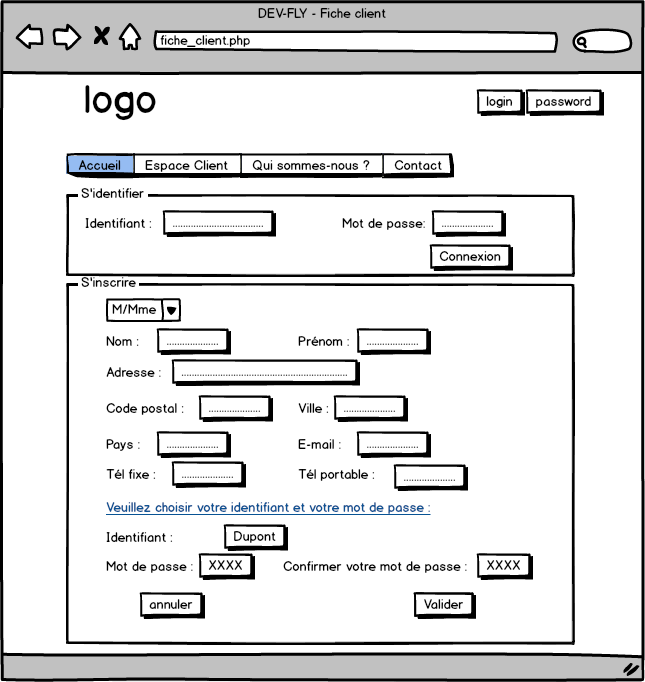 DEV-FLY - Fiche client
fiche_client.php
logo
login password
Accueil Espace Client Qui sommes-nous ? Contact
S'identifier
Identifiant : ........................ Mot de passe: ................
Connexion
S'inscrire
M/Mme
Nom : .................. Prénom : ..................
Adresse : ............................................................
Code postal : .................. Ville : ..................
Pays : .................. E-mail : ..................
Tél fixe : .................. Tél portable : ..................
Veuillez choisir votre identifiant et votre mot de passe :
Identifiant : Dupont
Mot de passe : XXXX Confirmer votre mot de passe : XXXX
annuler Valider